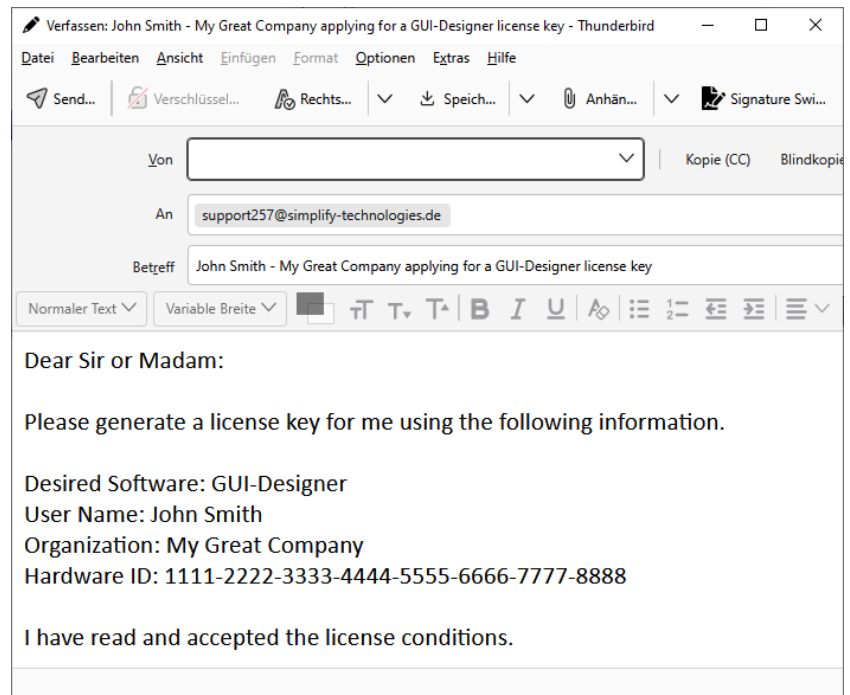 Verfassen: John Smith - My Great Company applying for a GUI-Designer license key - Thunderbird
Datei Bearbeiten Ansicht Einfügen Format Optionen Extras Hilfe
Send... Verschlüssel... Rechts... Speich... Anhän... Signature Swi...
Von Kopie (CC) Blindkopie
An support257@simplify-technologies.de
Betreff John Smith - My Great Company applying for a GUI-Designer license key
Normaler Text Variable Breite
Dear Sir or Madam:
Please generate a license key for me using the following information.
Desired Software: GUI-Designer
User Name: John Smith
Organization: My Great Company
Hardware ID: 1111-2222-3333-4444-5555-6666-7777-8888
I have read and accepted the license conditions.